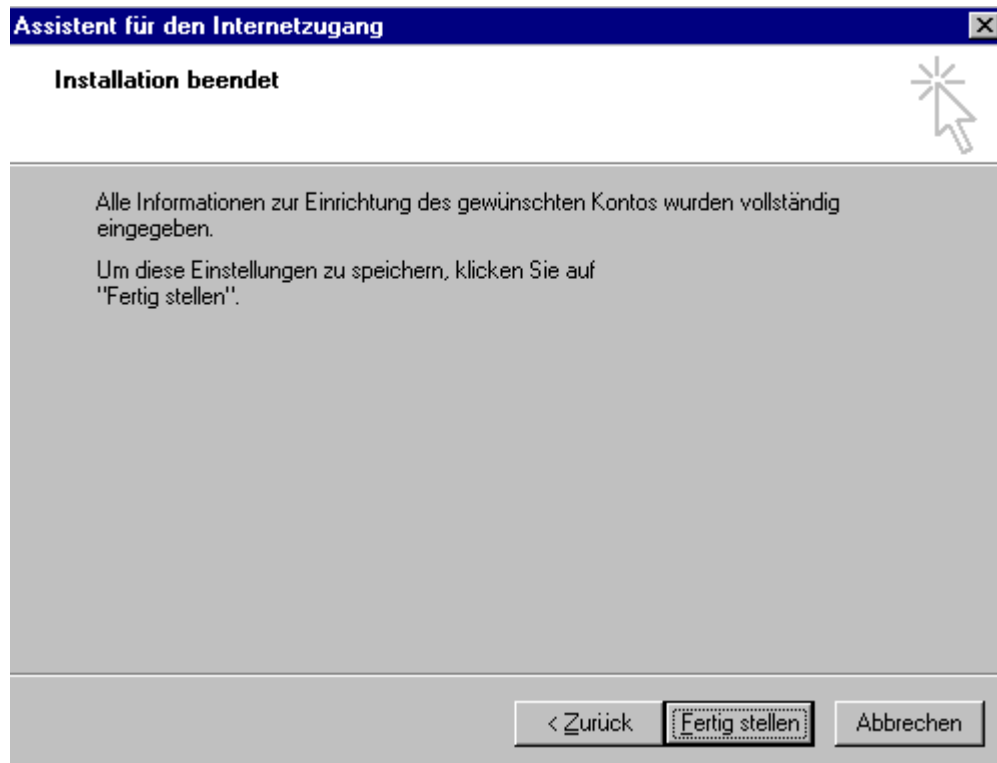 Assistent für den Internetzugang
Installation beendet
Alle Informationen zur Einrichtung des gewünschten Kontos wurden vollständig
eingegeben.
Um diese Einstellungen zu speichern, klicken Sie auf
"Fertig stellen".
< Zurück
Fertig stellen
Abbrechen